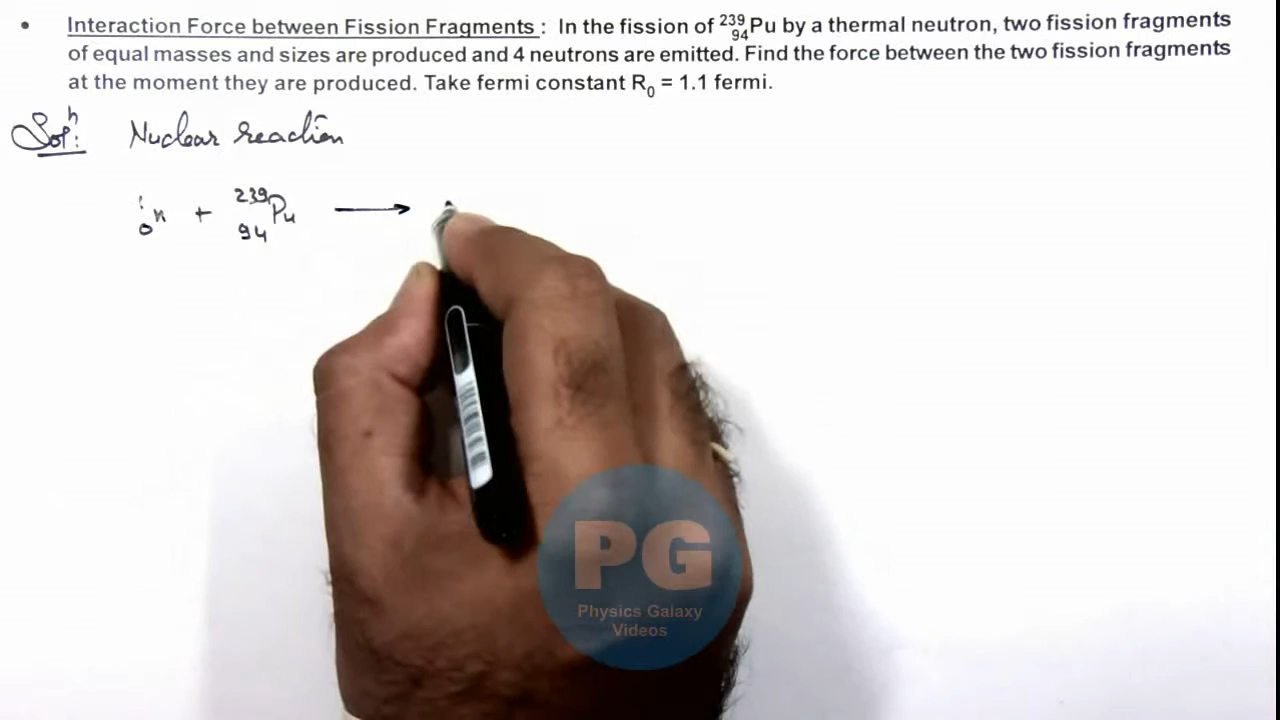 • Interaction Force between Fission Fragments : In the fission of ²³⁹₉₄Pu by a thermal neutron, two fission fragments
of equal masses and sizes are produced and 4 neutrons are emitted. Find the force between the two fission fragments
at the moment they are produced. Take fermi constant R₀ = 1.1 fermi.
Solⁿ: Nuclear reaction
¹₀n + ²³⁹₉₄Pu ⟶
PG
Physics Galaxy
Videos